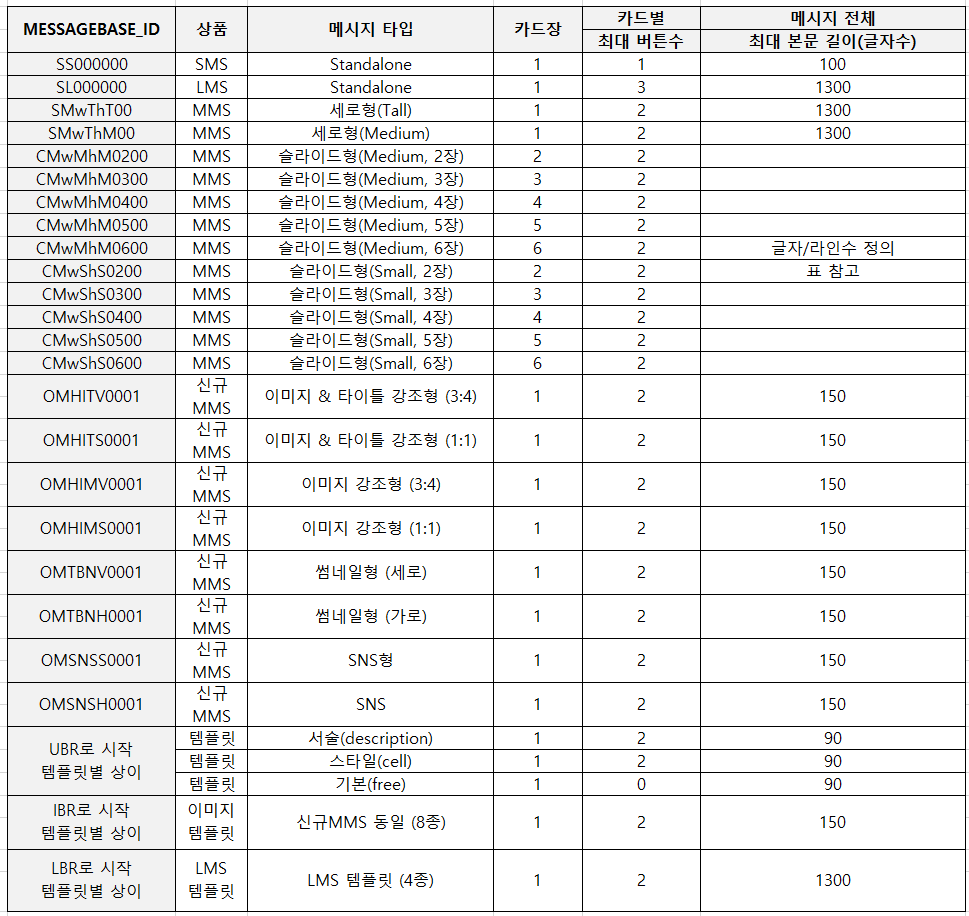 MESSAGEBASE_ID 상품 메시지 타입 카드장 카드별 메시지 전체
최대 버튼수 최대 본문 길이(글자수)
SS000000 SMS Standalone 1 1 100
SL000000 LMS Standalone 1 3 1300
SMwThT00 MMS 세로형(Tall) 1 2 1300
SMwThM00 MMS 세로형(Medium) 1 2 1300
CMwMhM0200 MMS 슬라이드형(Medium, 2장) 2 2
CMwMhM0300 MMS 슬라이드형(Medium, 3장) 3 2
CMwMhM0400 MMS 슬라이드형(Medium, 4장) 4 2
CMwMhM0500 MMS 슬라이드형(Medium, 5장) 5 2
CMwMhM0600 MMS 슬라이드형(Medium, 6장) 6 2 글자/라인수 정의
CMwShS0200 MMS 슬라이드형(Small, 2장) 2 2 표 참고
CMwShS0300 MMS 슬라이드형(Small, 3장) 3 2
CMwShS0400 MMS 슬라이드형(Small, 4장) 4 2
CMwShS0500 MMS 슬라이드형(Small, 5장) 5 2
CMwShS0600 MMS 슬라이드형(Small, 6장) 6 2
OMHITV0001 신규 MMS 이미지 & 타이틀 강조형 (3:4) 1 2 150
OMHITS0001 신규 MMS 이미지 & 타이틀 강조형 (1:1) 1 2 150
OMHIMV0001 신규 MMS 이미지 강조형 (3:4) 1 2 150
OMHIMS0001 신규 MMS 이미지 강조형 (1:1) 1 2 150
OMTBNV0001 신규 MMS 썸네일형 (세로) 1 2 150
OMTBNH0001 신규 MMS 썸네일형 (가로) 1 2 150
OMSNSS0001 신규 MMS SNS형 1 2 150
OMSNSH0001 신규 MMS SNS 1 2 150
UBR로 시작
템플릿별 상이
템플릿 서술(description) 1 2 90
템플릿 스타일(cell) 1 2 90
템플릿 기본(free) 1 0 90
IBR로 시작 이미지
템플릿별 상이 템플릿 신규MMS 동일 (8종) 1 2 150
LBR로 시작 LMS
템플릿별 상이 템플릿 LMS 템플릿 (4종) 1 2 1300